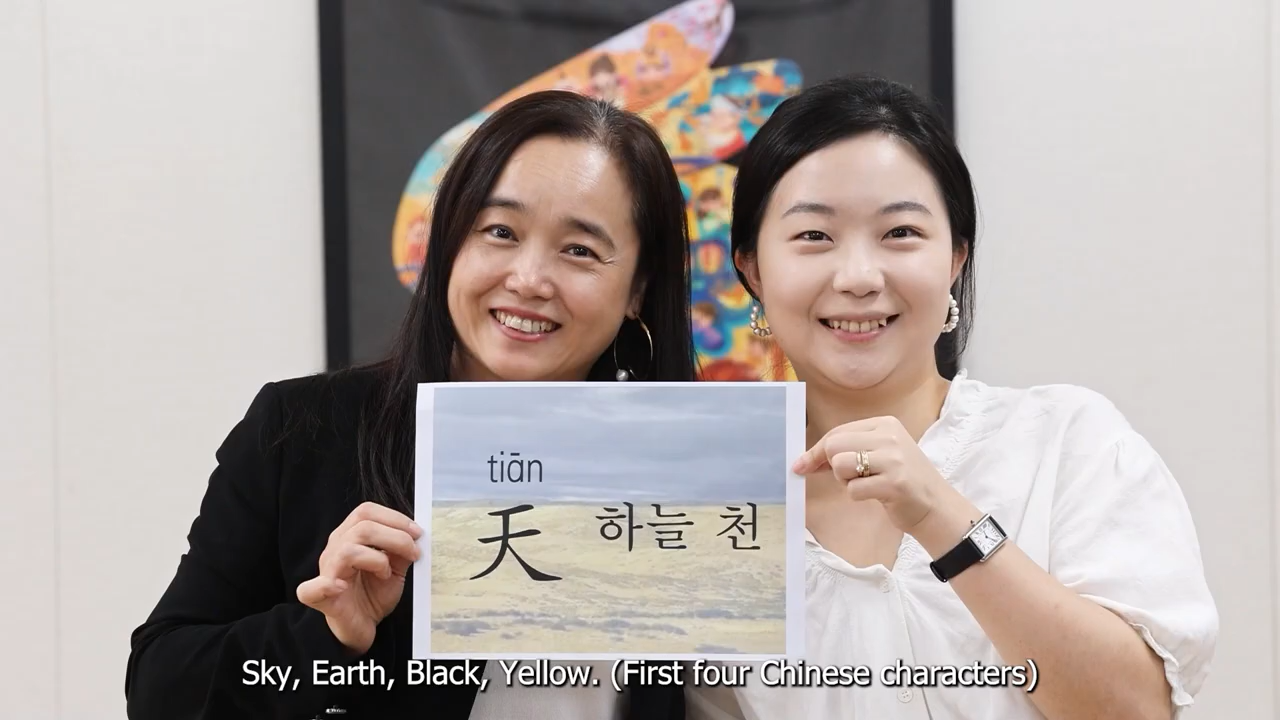 tiān
天 하늘 천
Sky, Earth, Black, Yellow. (First four Chinese characters)